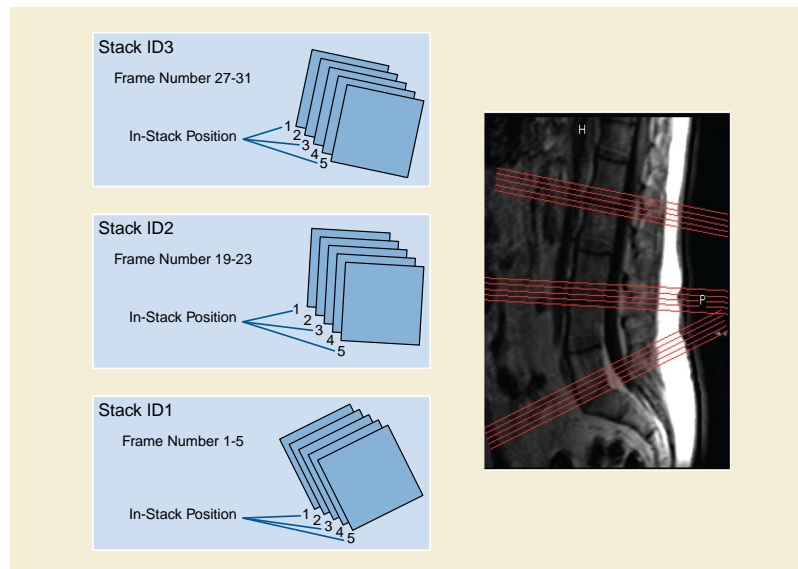 Stack ID3
Frame Number 27-31
In-Stack Position
1
2
3
4
5
Stack ID2
Frame Number 19-23
In-Stack Position
1
2
3
4
5
Stack ID1
Frame Number 1-5
In-Stack Position
1
2
3
4
5
H
P